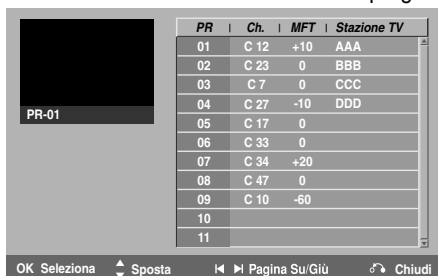 PR Ch. MFT Stazione TV
01 C 12 +10 AAA
02 C 23 0 BBB
03 C 7 0 CCC
04 C 27 -10 DDD
PR-01
05 C 17 0
06 C 33 0
07 C 34 +20
08 C 47 0
09 C 10 -60
10
11
OK Seleziona Sposta Pagina Su/Giù Chiudi